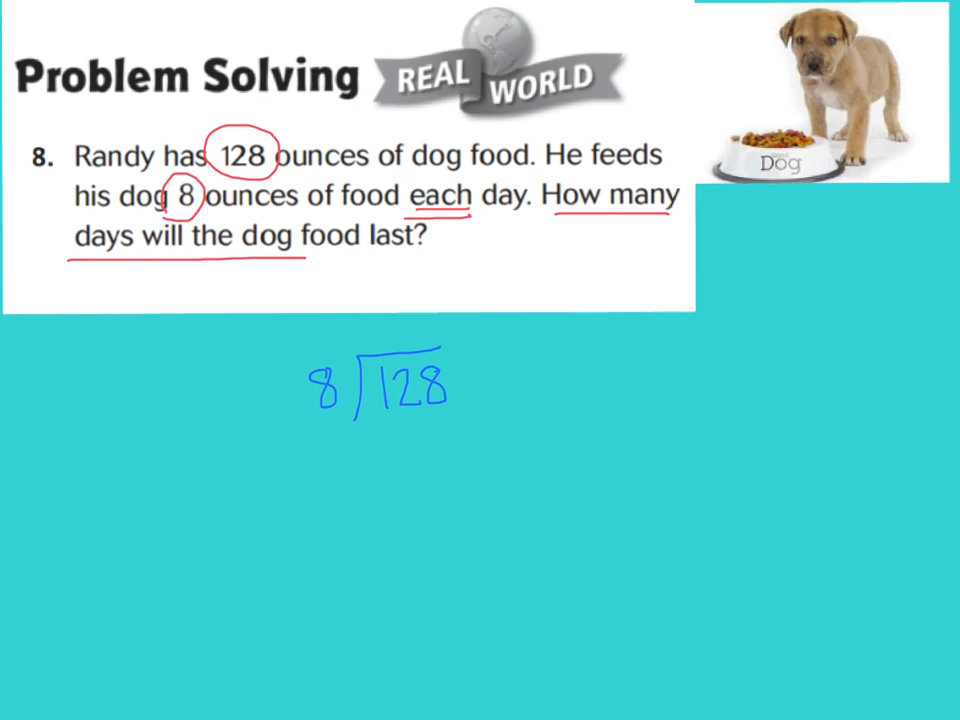 Problem Solving REAL WORLD
8. Randy has 128 ounces of dog food. He feeds
his dog 8 ounces of food each day. How many
days will the dog food last?
Dog
8 128